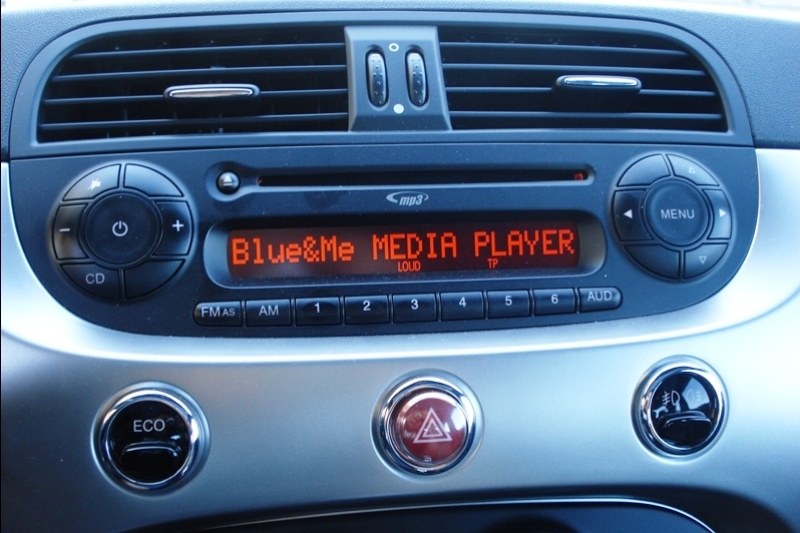 mp3
MENU
Blue&Me MEDIA PLAYER
LOUD TP
CD
FM AS AM 1 2 3 4 5 6 AUD
ECO